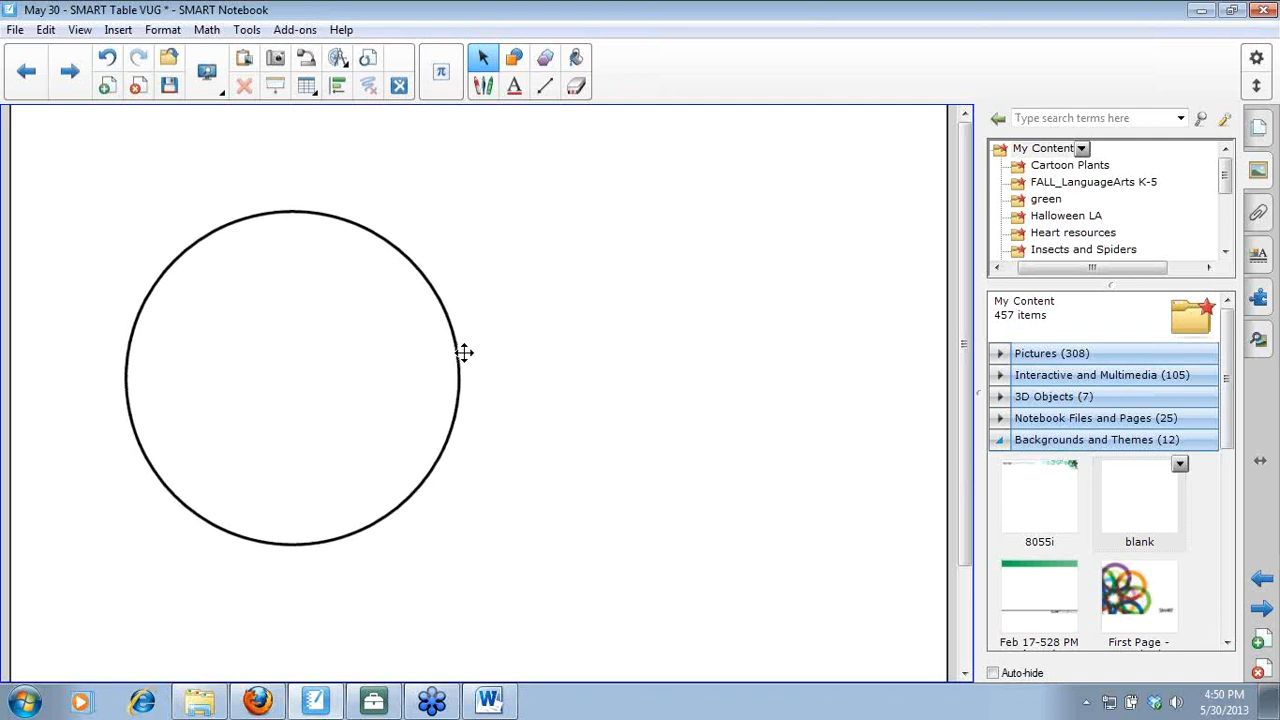 May 30 - SMART Table VUG * - SMART Notebook
File Edit View Insert Format Math Tools Add-ons Help
π
A
Type search terms here
My Content
Cartoon Plants
FALL_LanguageArts K-5
green
Halloween LA
Heart resources
Insects and Spiders
My Content
457 items
Pictures (308)
Interactive and Multimedia (105)
3D Objects (7)
Notebook Files and Pages (25)
Backgrounds and Themes (12)
8055i
blank
Feb 17-528 PM
First Page -
Auto-hide
4:50 PM
5/30/2013